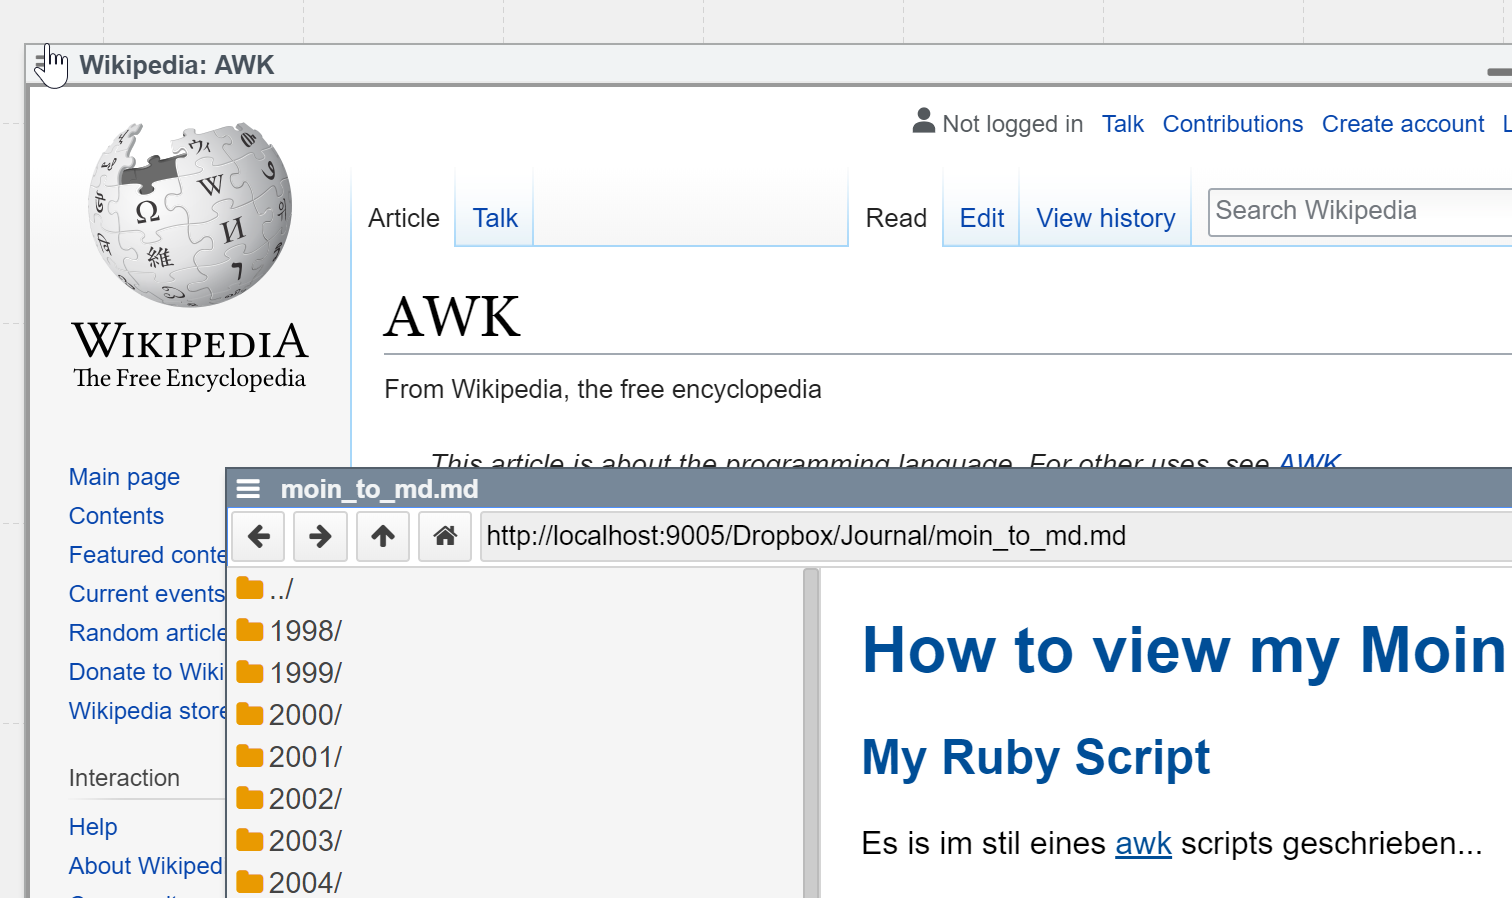 Wikipedia: AWK
Not logged in Talk Contributions Create account
Article Talk Read Edit View history Search Wikipedia
WIKIPEDIA
The Free Encyclopedia
AWK
From Wikipedia, the free encyclopedia
This article is about the programming language. For other uses, see AWK
Main page
Contents
Featured conte
Current events
Random article
Donate to Wiki
Wikipedia store
Interaction
Help
About Wikiped
moin_to_md.md
http://localhost:9005/Dropbox/Journal/moin_to_md.md
../
1998/
1999/
2000/
2001/
2002/
2003/
2004/
How to view my Moin
My Ruby Script
Es is im stil eines awk scripts geschrieben...